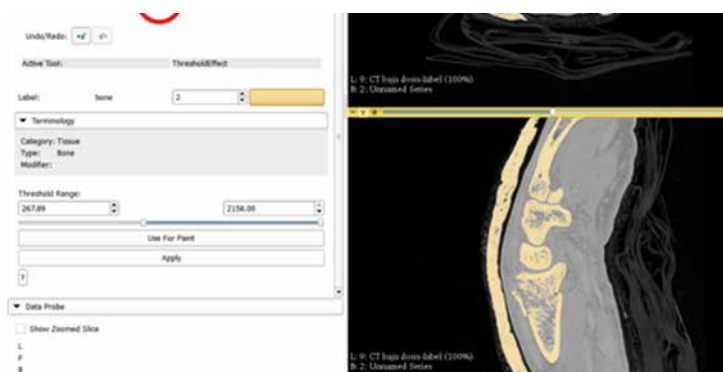 Undo/Redo:
Active Tool: ThresholdEffect
Label: bone 2
Terminology
Category: Tissue
Type: Bone
Modifier:
Threshold Range:
267.89 2158.00
Use For Paint
Apply
?
Data Probe
Show Zoomed Slice
L
F
B
L: 9: CT baja dosis-label (100%)
B: 2: Unnamed Series
L: 9: CT baja dosis-label (100%)
B: 2: Unnamed Series